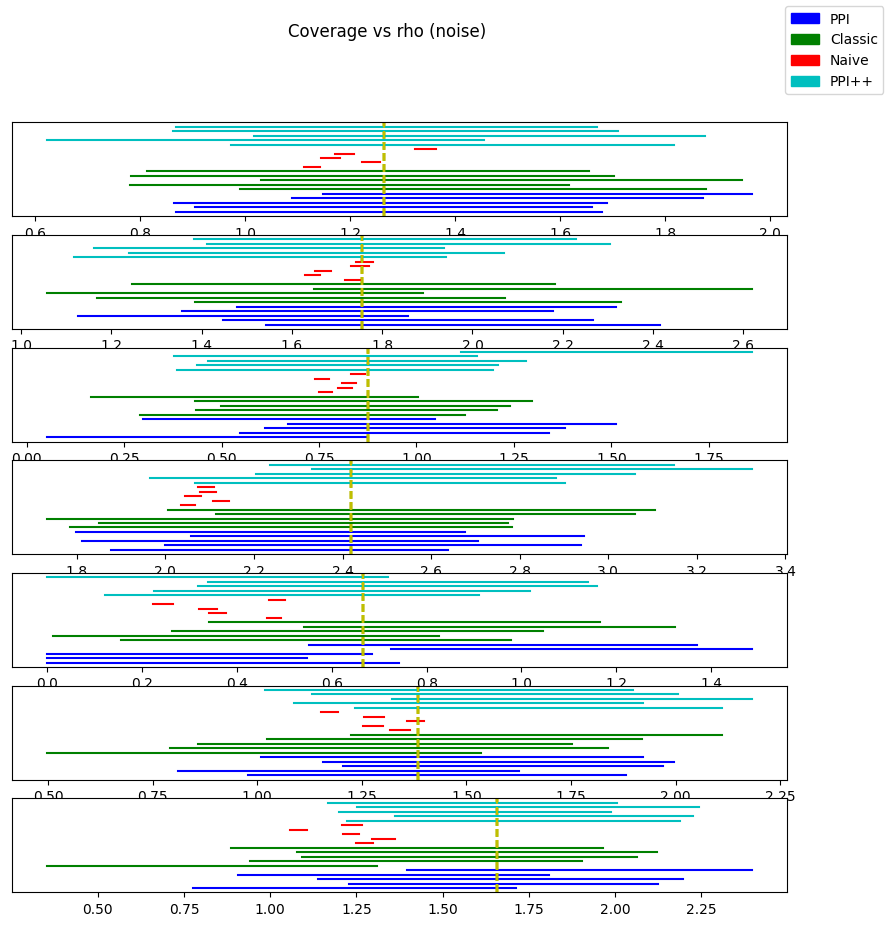 Coverage vs rho (noise)
PPI
Classic
Naive
PPI++
0.6 0.8 1.0 1.2 1.4 1.6 1.8 2.0
1.0 1.2 1.4 1.6 1.8 2.0 2.2 2.4 2.6
0.00 0.25 0.50 0.75 1.00 1.25 1.50 1.75
1.8 2.0 2.2 2.4 2.6 2.8 3.0 3.2 3.4
0.0 0.2 0.4 0.6 0.8 1.0 1.2 1.4
0.50 0.75 1.00 1.25 1.50 1.75 2.00 2.25
0.50 0.75 1.00 1.25 1.50 1.75 2.00 2.25